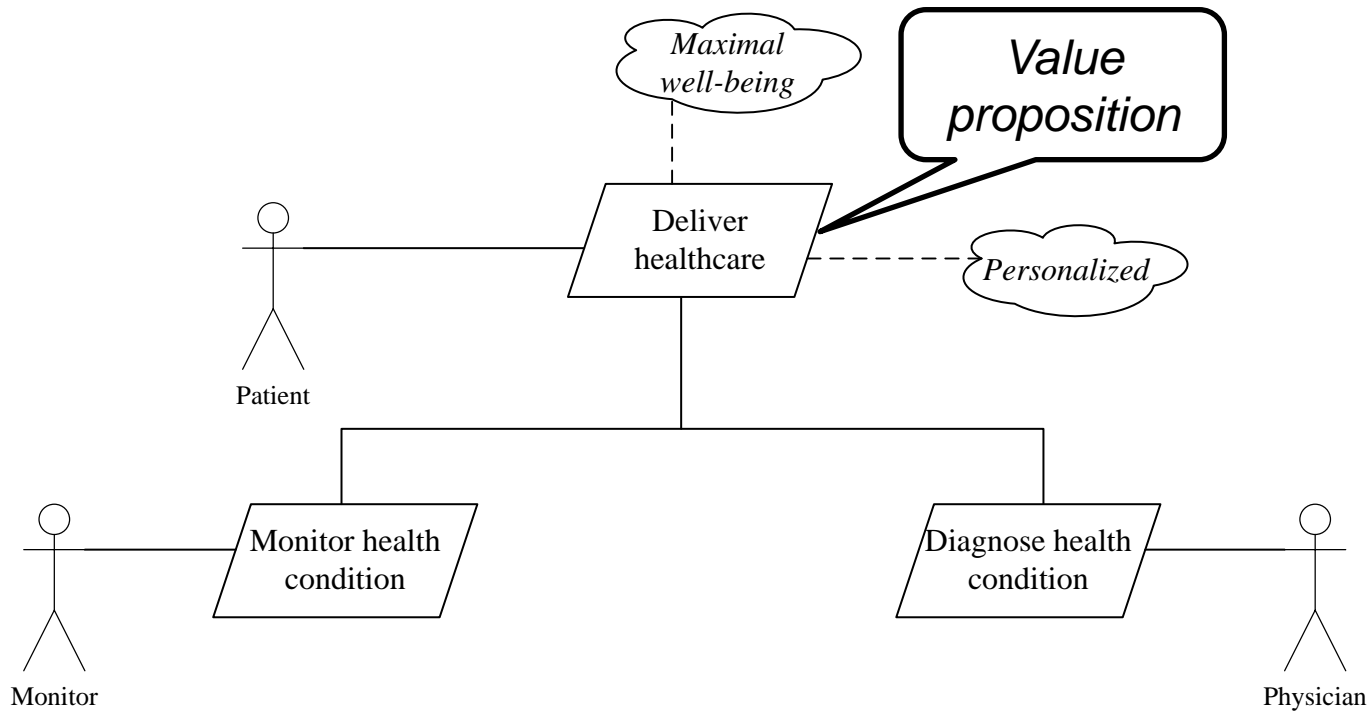 Maximal
well-being
Value
proposition
Deliver
healthcare
Personalized
Patient
Monitor health
condition
Diagnose health
condition
Monitor
Physician